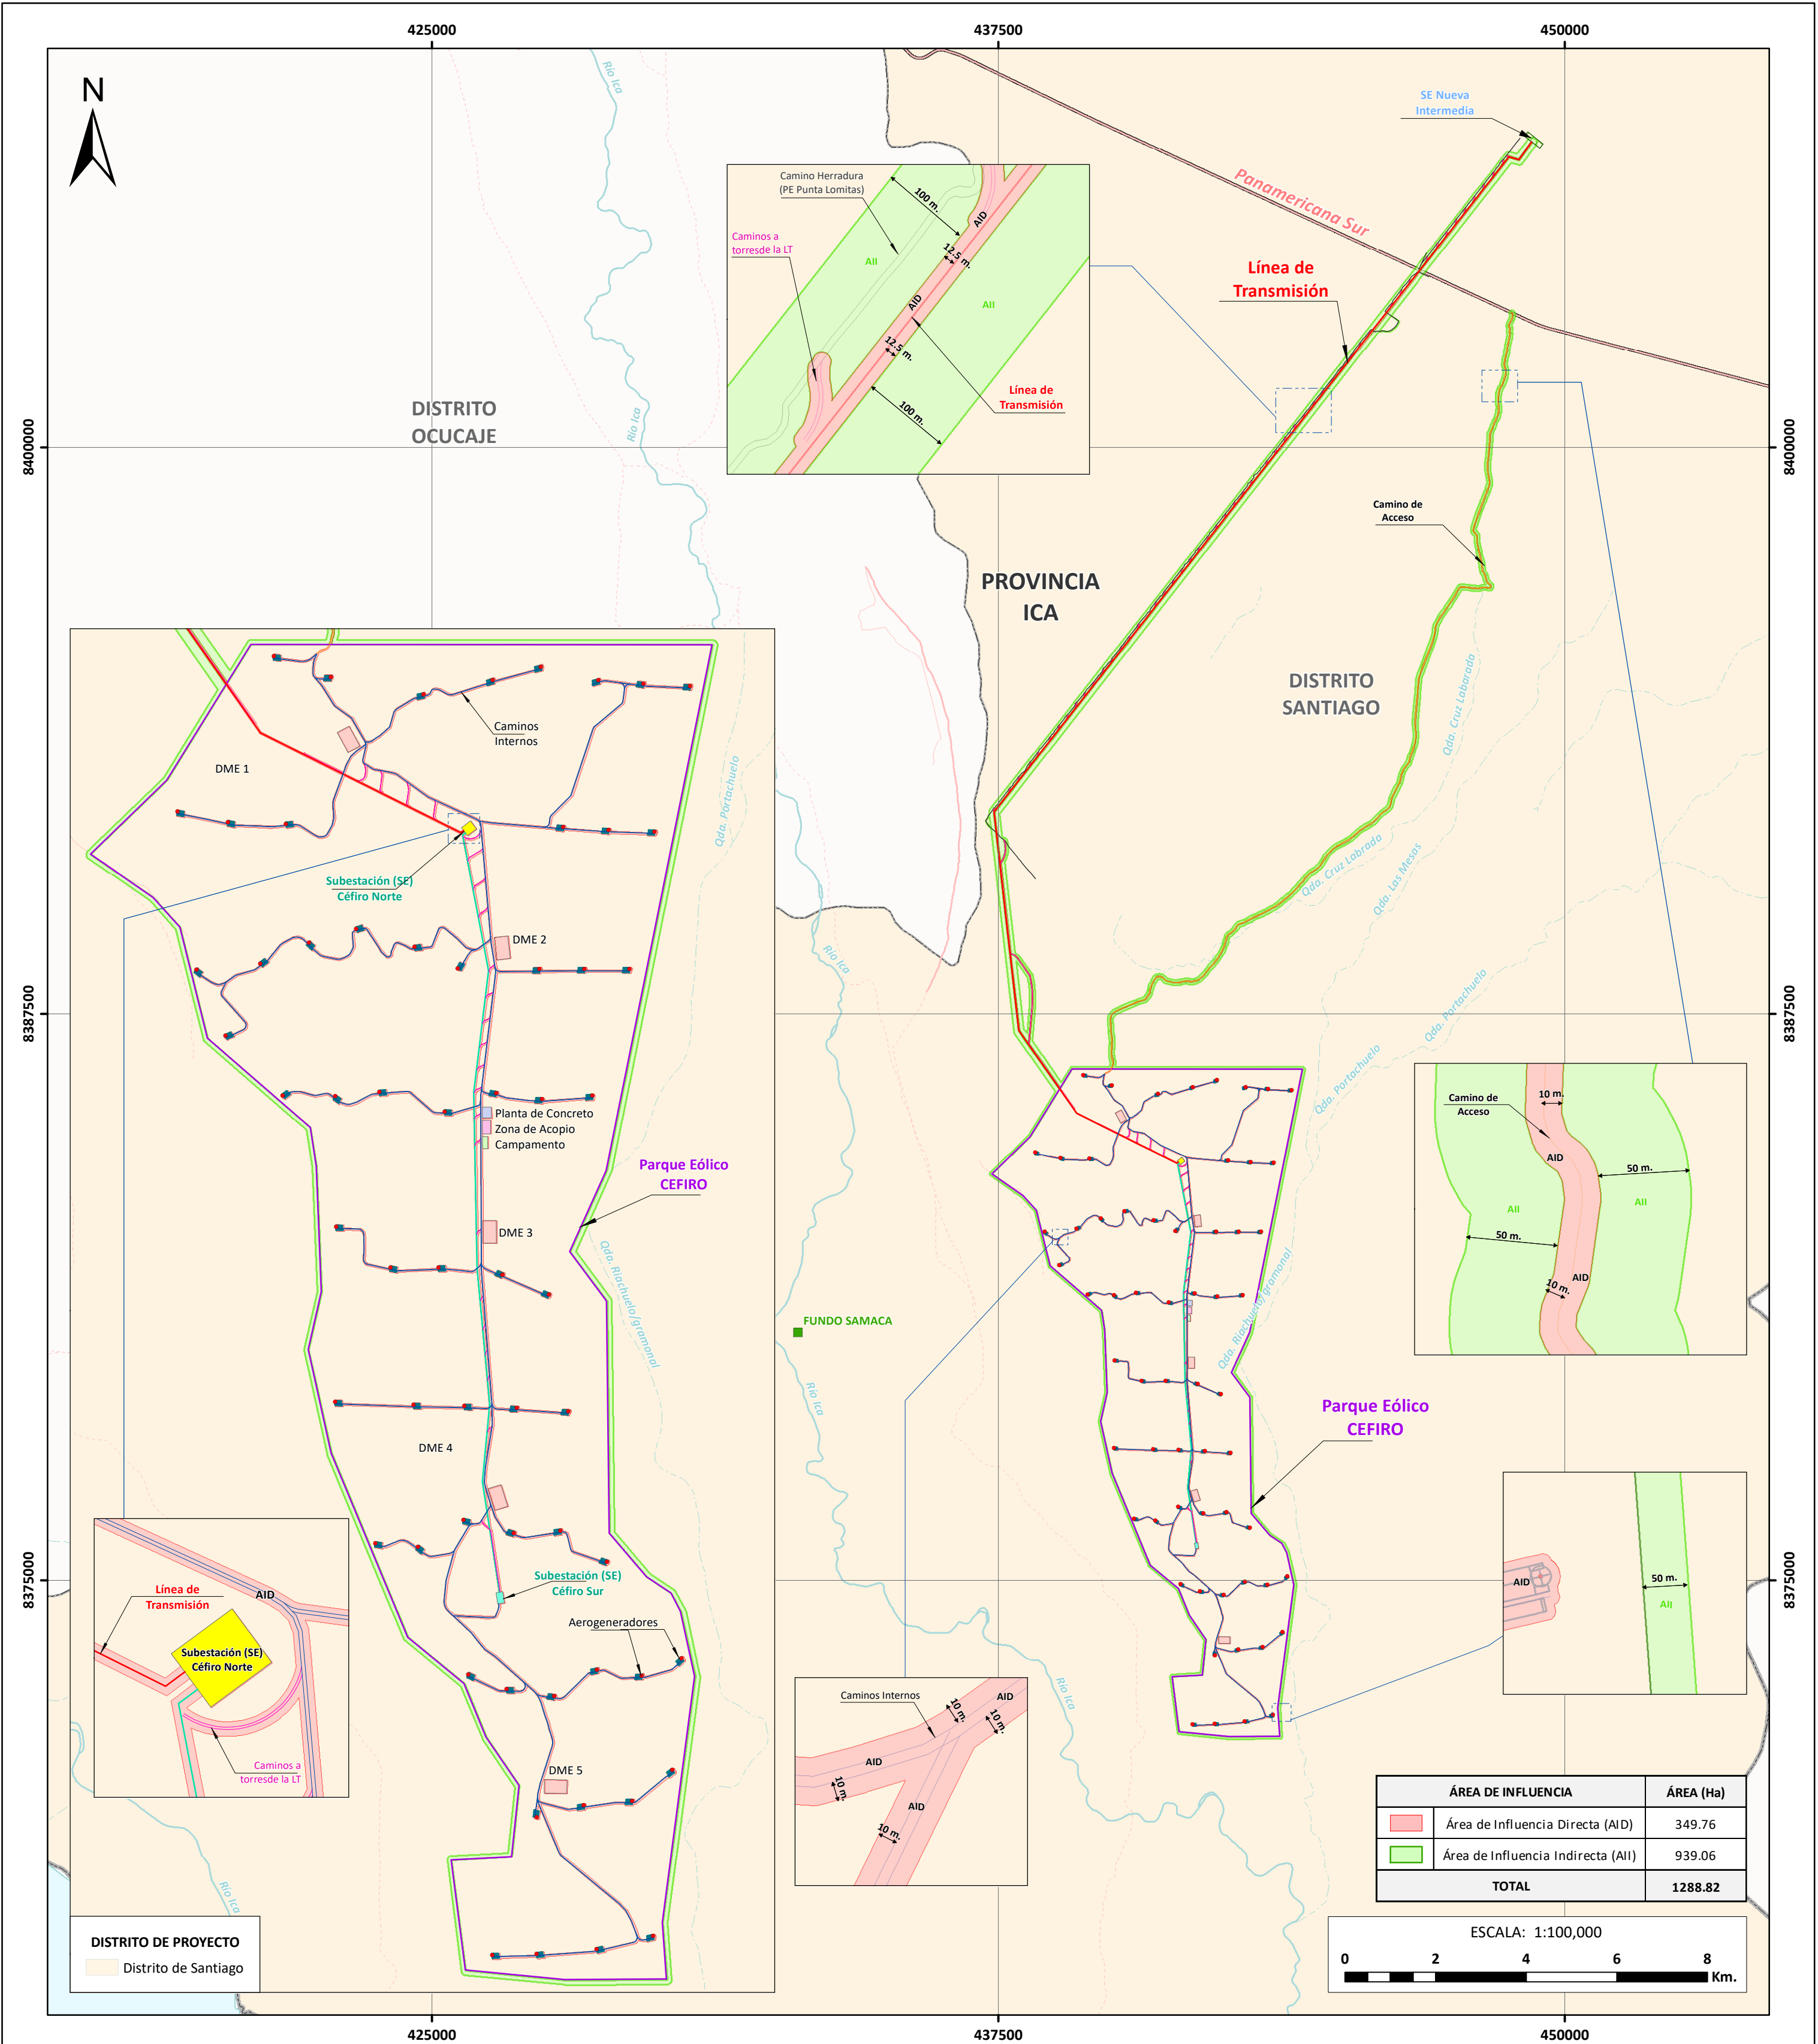 425000
437500
450000
N
Río Ica
SE Nueva
Intermedia
Panamericana Sur
Camino Herradura
(PE Punta Lomitas)
100 m.
AID
Caminos a
torresde la LT
12.5 m.
AII
AID
AII
12.5 m.
Línea de
Transmisión
100 m.
Línea de
Transmisión
DISTRITO
OCUCAJE
Río Ica
8400000
8400000
Camino de
Acceso
PROVINCIA
ICA
DISTRITO
SANTIAGO
Qda. Cruz Labarada
Qda. Cruz Labrada
Qda. Las Mesas
Qda. Portachuelo
Qda. Portachuelo
Río Ica
Caminos
Internos
DME 1
Qda. Portachuelo
Subestación (SE)
Céfiro Norte
DME 2
8387500
8387500
Planta de Concreto
Zona de Acopio
Campamento
Parque Eólico
CEFIRO
DME 3
Qda. Riachuelo/gramonal
DME 4
Subestación (SE)
Céfiro Sur
Aerogeneradores
DME 5
Línea de
Transmisión
AID
Subestación (SE)
Céfiro Norte
Caminos a
torresde la LT
Río Ica
DISTRITO DE PROYECTO
Distrito de Santiago
FUNDO SAMACA
Río Ica
Qda. Riachuelo/gramonal
Parque Eólico
CEFIRO
10 m.
Camino de
Acceso
AID
50 m.
AII
AII
50 m.
AID
10 m.
8375000
8375000
AID
50 m.
AII
Río Ica
Caminos Internos
AID
10 m.
10 m.
AID
10 m.
AID
10 m.
ÁREA DE INFLUENCIA ÁREA (Ha)
Área de Influencia Directa (AID) 349.76
Área de Influencia Indirecta (AII) 939.06
TOTAL 1288.82
ESCALA: 1:100,000
0 2 4 6 8
Km.
425000
437500
450000